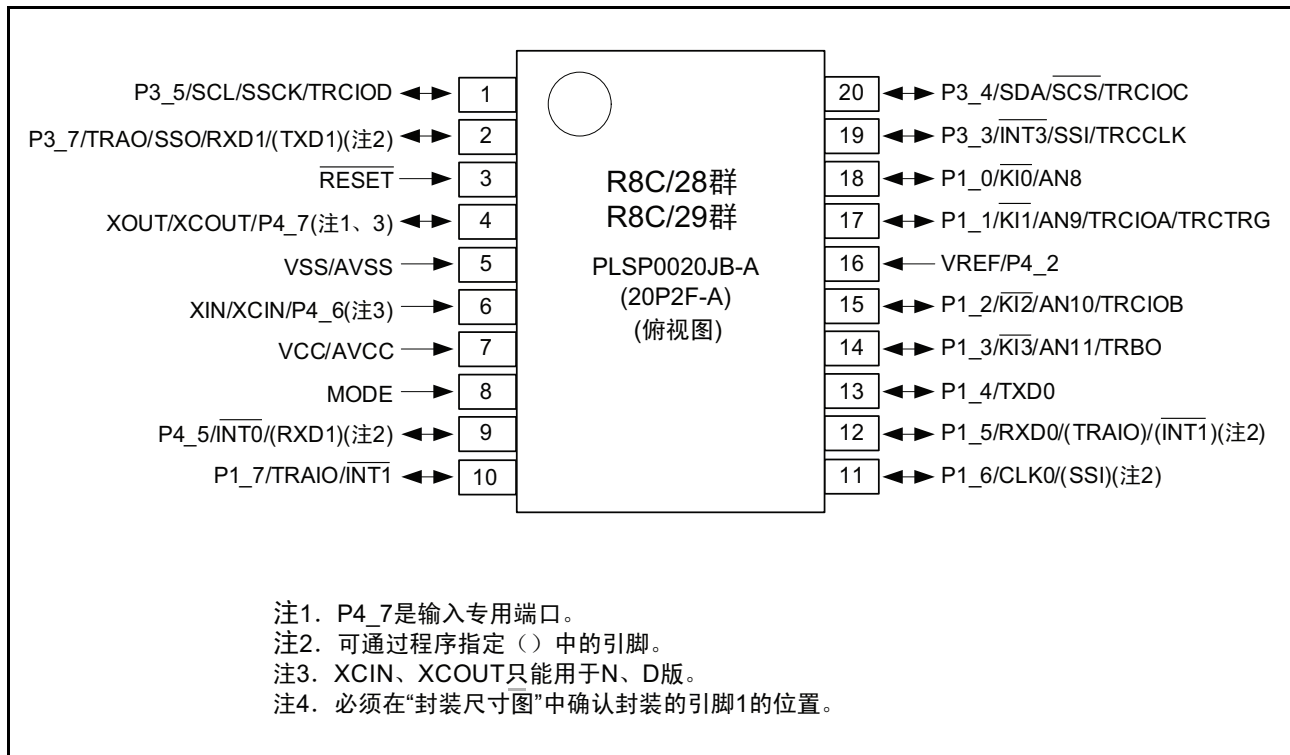 P3_5/SCL/SSCK/TRCIOD
1
P3_7/TRAO/SSO/RXD1/(TXD1)(注2)
2
RESET
3
XOUT/XCOUT/P4_7(注1、3)
4
VSS/AVSS
5
XIN/XCIN/P4_6(注3)
6
VCC/AVCC
7
MODE
8
P4_5/INT0/(RXD1)(注2)
9
P1_7/TRAIO/INT1
10
R8C/28群
R8C/29群
PLSP0020JB-A
(20P2F-A)
(俯视图)
20
P3_4/SDA/SCS/TRCIOC
19
P3_3/INT3/SSI/TRCCLK
18
P1_0/KI0/AN8
17
P1_1/KI1/AN9/TRCIOA/TRCTRG
16
VREF/P4_2
15
P1_2/KI2/AN10/TRCIOB
14
P1_3/KI3/AN11/TRBO
13
P1_4/TXD0
12
P1_5/RXD0/(TRAIO)/(INT1)(注2)
11
P1_6/CLK0/(SSI)(注2)
注1. P4_7是输入专用端口。
注2. 可通过程序指定（）中的引脚。
注3. XCIN、XCOUT只能用于N、D版。
注4. 必须在“封装尺寸图”中确认封装的引脚1的位置。